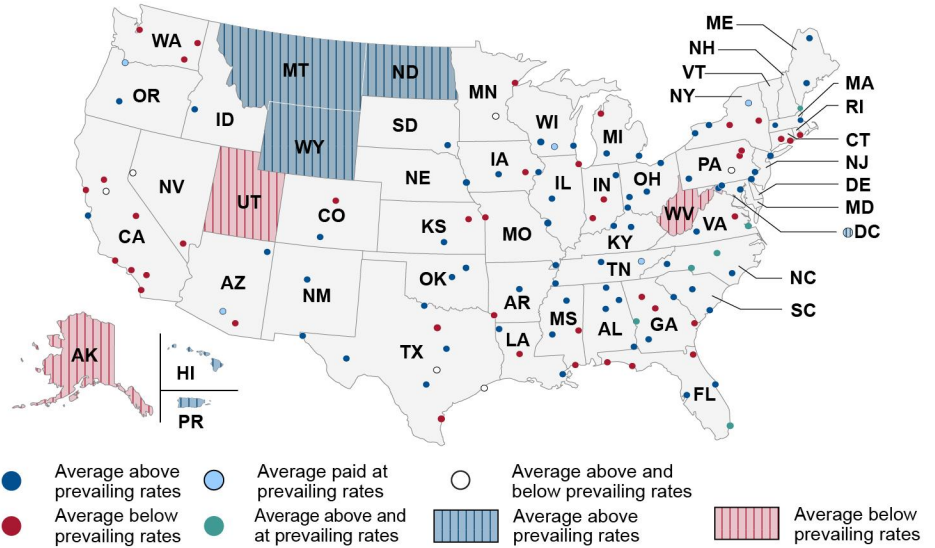 ME
NH
VT
NY
MA
RI
CT
NJ
DE
MD
DC
NC
SC
WA
MT
ND
MN
OR
ID
SD
WI
MI
WY
IA
NE
PA
NV
UT
CO
IL
IN
OH
WV
VA
CA
KS
MO
KY
AZ
NM
OK
TN
AR
MS
AL
GA
TX
LA
FL
AK
HI
PR
Average above
prevailing rates
Average paid at
prevailing rates
Average above and
below prevailing rates
Average below
prevailing rates
Average above and
at prevailing rates
Average above
prevailing rates
Average below
prevailing rates